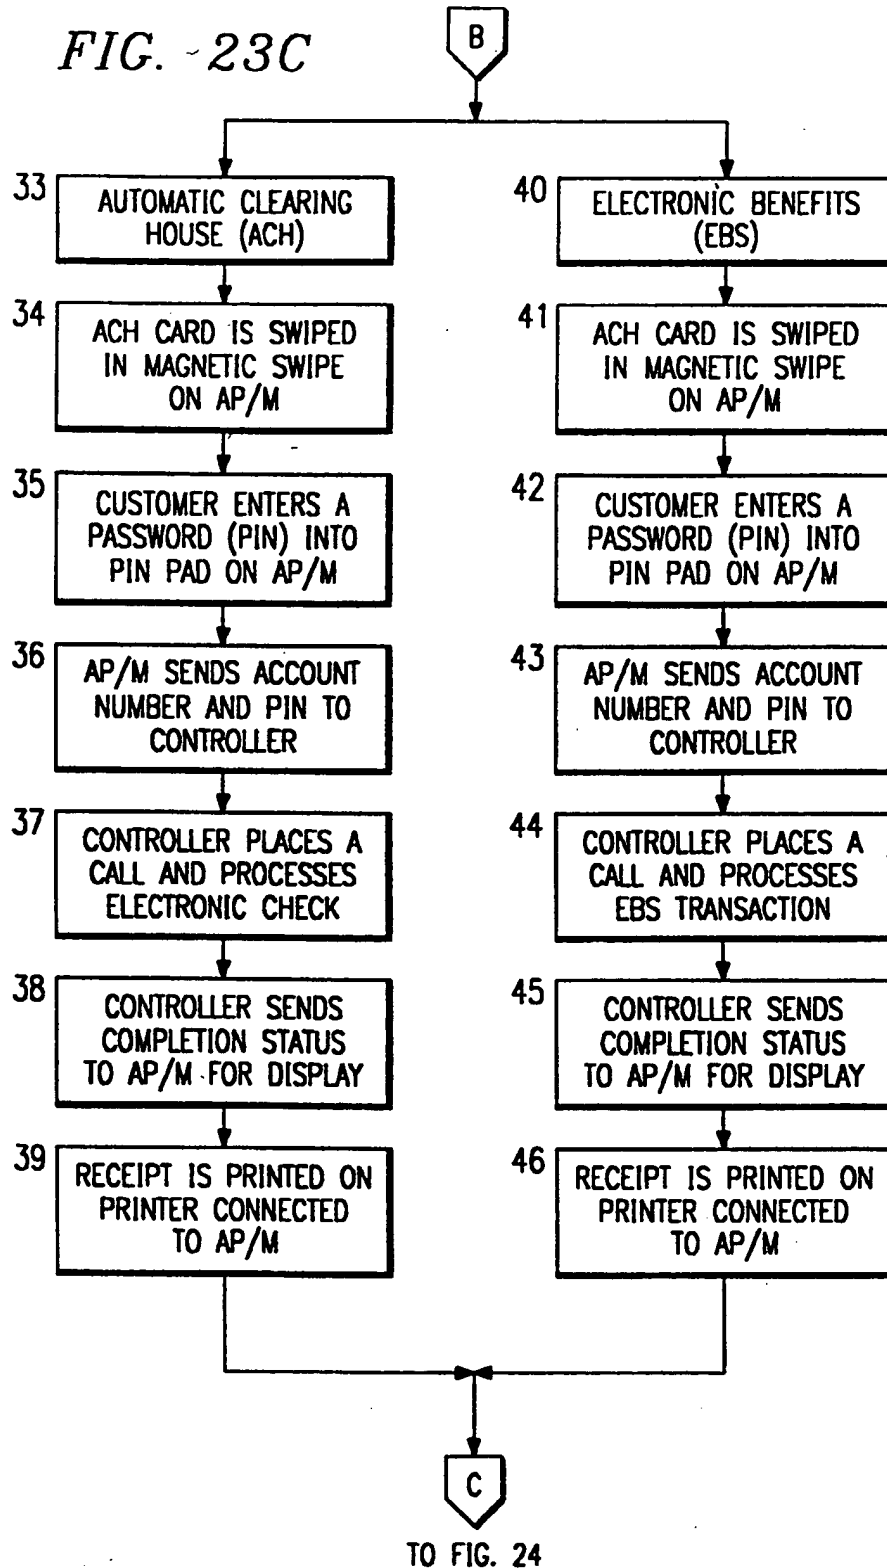 FIG. 23C
B
33
AUTOMATIC CLEARING
HOUSE (ACH)
34
ACH CARD IS SWIPED
IN MAGNETIC SWIPE
ON AP/M
35
CUSTOMER ENTERS A
PASSWORD (PIN) INTO
PIN PAD ON AP/M
36
AP/M SENDS ACCOUNT
NUMBER AND PIN TO
CONTROLLER
37
CONTROLLER PLACES A
CALL AND PROCESSES
ELECTRONIC CHECK
38
CONTROLLER SENDS
COMPLETION STATUS
TO AP/M FOR DISPLAY
39
RECEIPT IS PRINTED ON
PRINTER CONNECTED
TO AP/M
40
ELECTRONIC BENEFITS
(EBS)
41
ACH CARD IS SWIPED
IN MAGNETIC SWIPE
ON AP/M
42
CUSTOMER ENTERS A
PASSWORD (PIN) INTO
PIN PAD ON AP/M
43
AP/M SENDS ACCOUNT
NUMBER AND PIN TO
CONTROLLER
44
CONTROLLER PLACES A
CALL AND PROCESSES
EBS TRANSACTION
45
CONTROLLER SENDS
COMPLETION STATUS
TO AP/M FOR DISPLAY
46
RECEIPT IS PRINTED ON
PRINTER CONNECTED
TO AP/M
C
TO FIG. 24